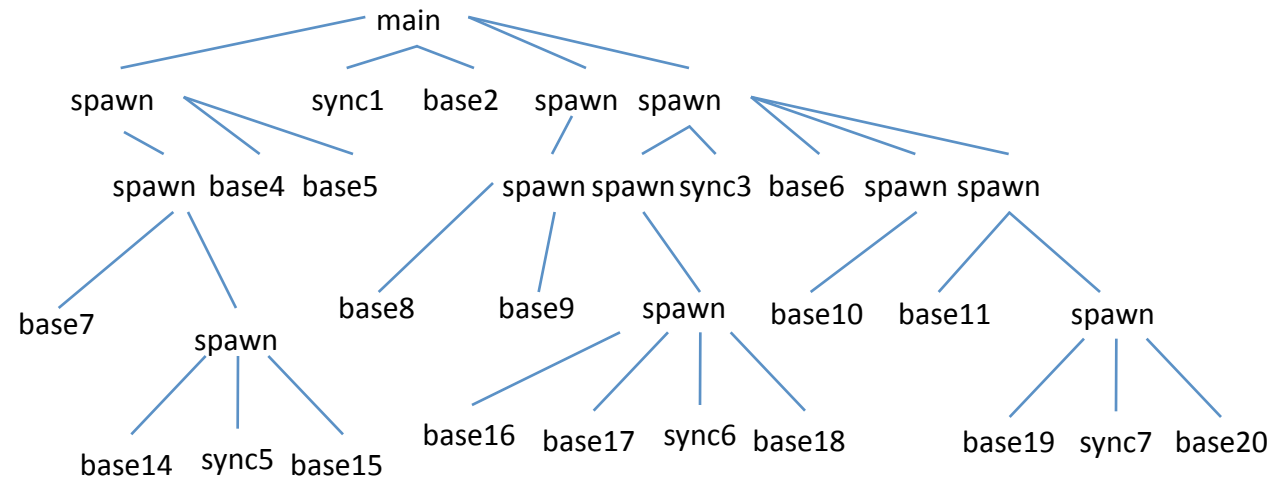 main
spawn sync1 base2 spawn spawn
spawn base4 base5 spawn spawn sync3 base6 spawn spawn
base7 base8 base9 spawn base10 base11 spawn
spawn
base16 base17 sync6 base18 base19 sync7 base20
base14 sync5 base15